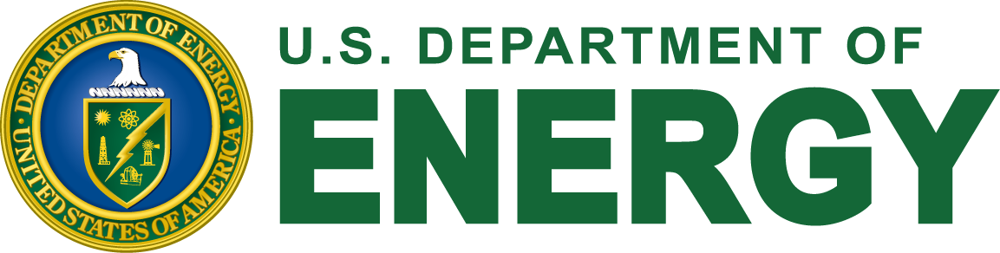 DEPARTMENT OF ENERGY
UNITED STATES OF AMERICA
U.S. DEPARTMENT OF
ENERGY